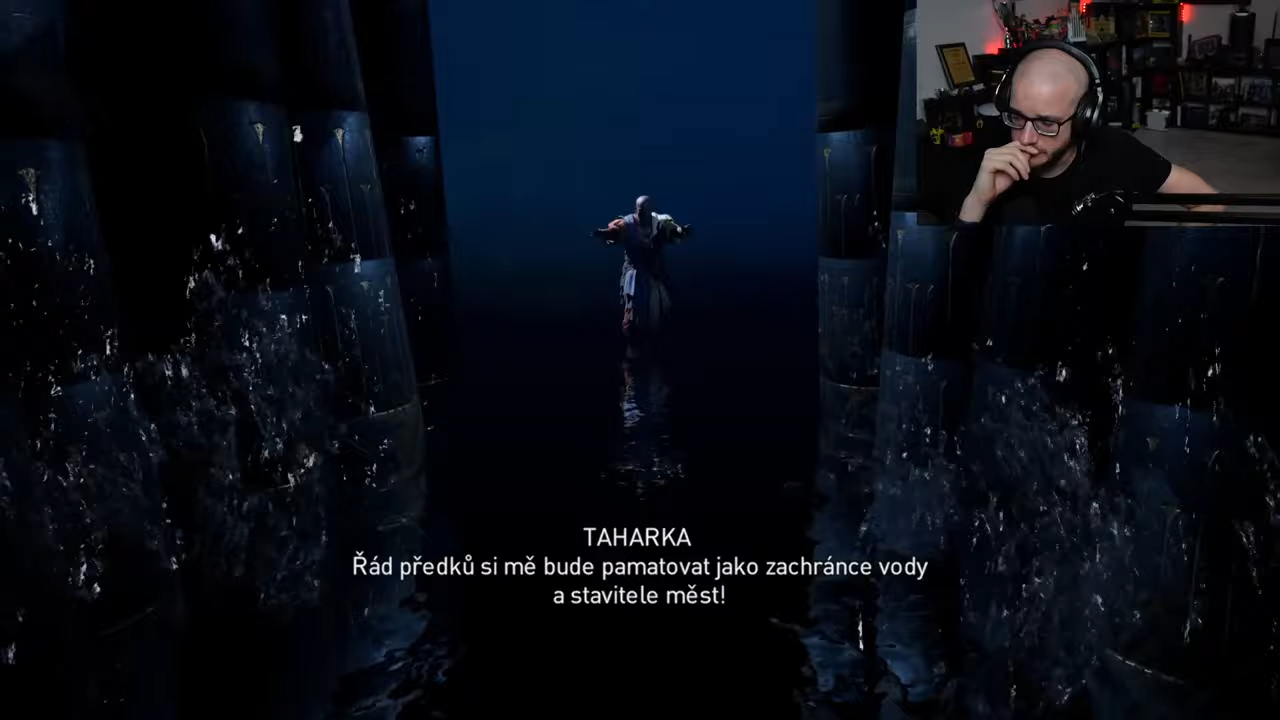 TAHARKA
Řád předků si mě bude pamatovat jako zachránce vody
a stavitele měst!